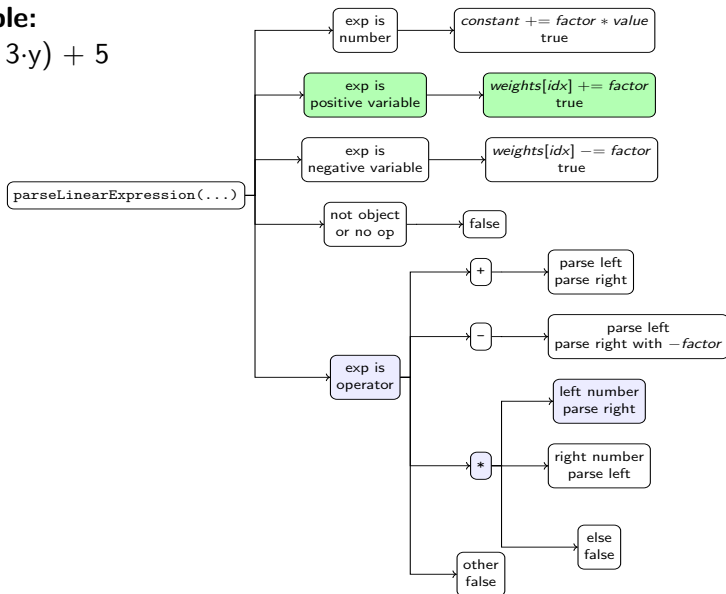 ble:
3·y) + 5
exp is
number
constant += factor ∗ value
true
exp is
positive variable
weights[idx] += factor
true
exp is
negative variable
weights[idx] −= factor
true
parseLinearExpression(...)
not object
or no op
false
exp is
operator
+
parse left
parse right
−
parse left
parse right with −factor
*
left number
parse right
right number
parse left
else
false
other
false